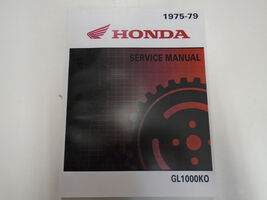 1975-79
HONDA
SERVICE MANUAL
GL1000KO